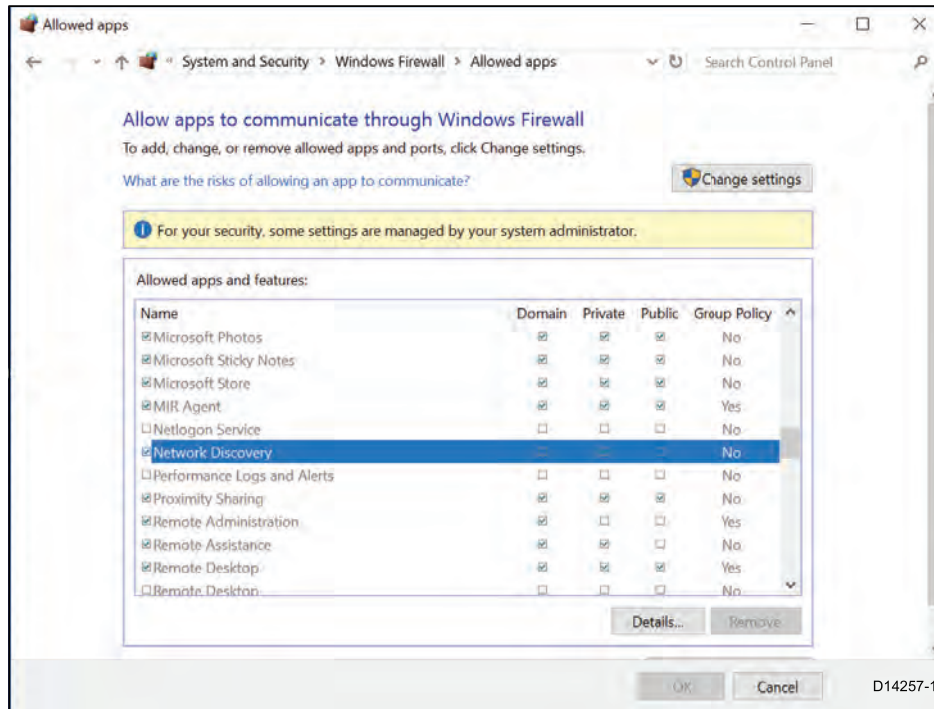 Allowed apps
System and Security > Windows Firewall > Allowed apps
Search Control Panel
Allow apps to communicate through Windows Firewall
To add, change, or remove allowed apps and ports, click Change settings.
What are the risks of allowing an app to communicate?
Change settings
For your security, some settings are managed by your system administrator.
Allowed apps and features:
Name Domain Private Public Group Policy
Microsoft Photos No
Microsoft Sticky Notes No
Microsoft Store No
MIR Agent Yes
Netlogon Service No
Network Discovery No
Performance Logs and Alerts No
Proximity Sharing No
Remote Administration Yes
Remote Assistance No
Remote Desktop Yes
Remote Desktop No
Details... Remove
OK Cancel
D14257-1